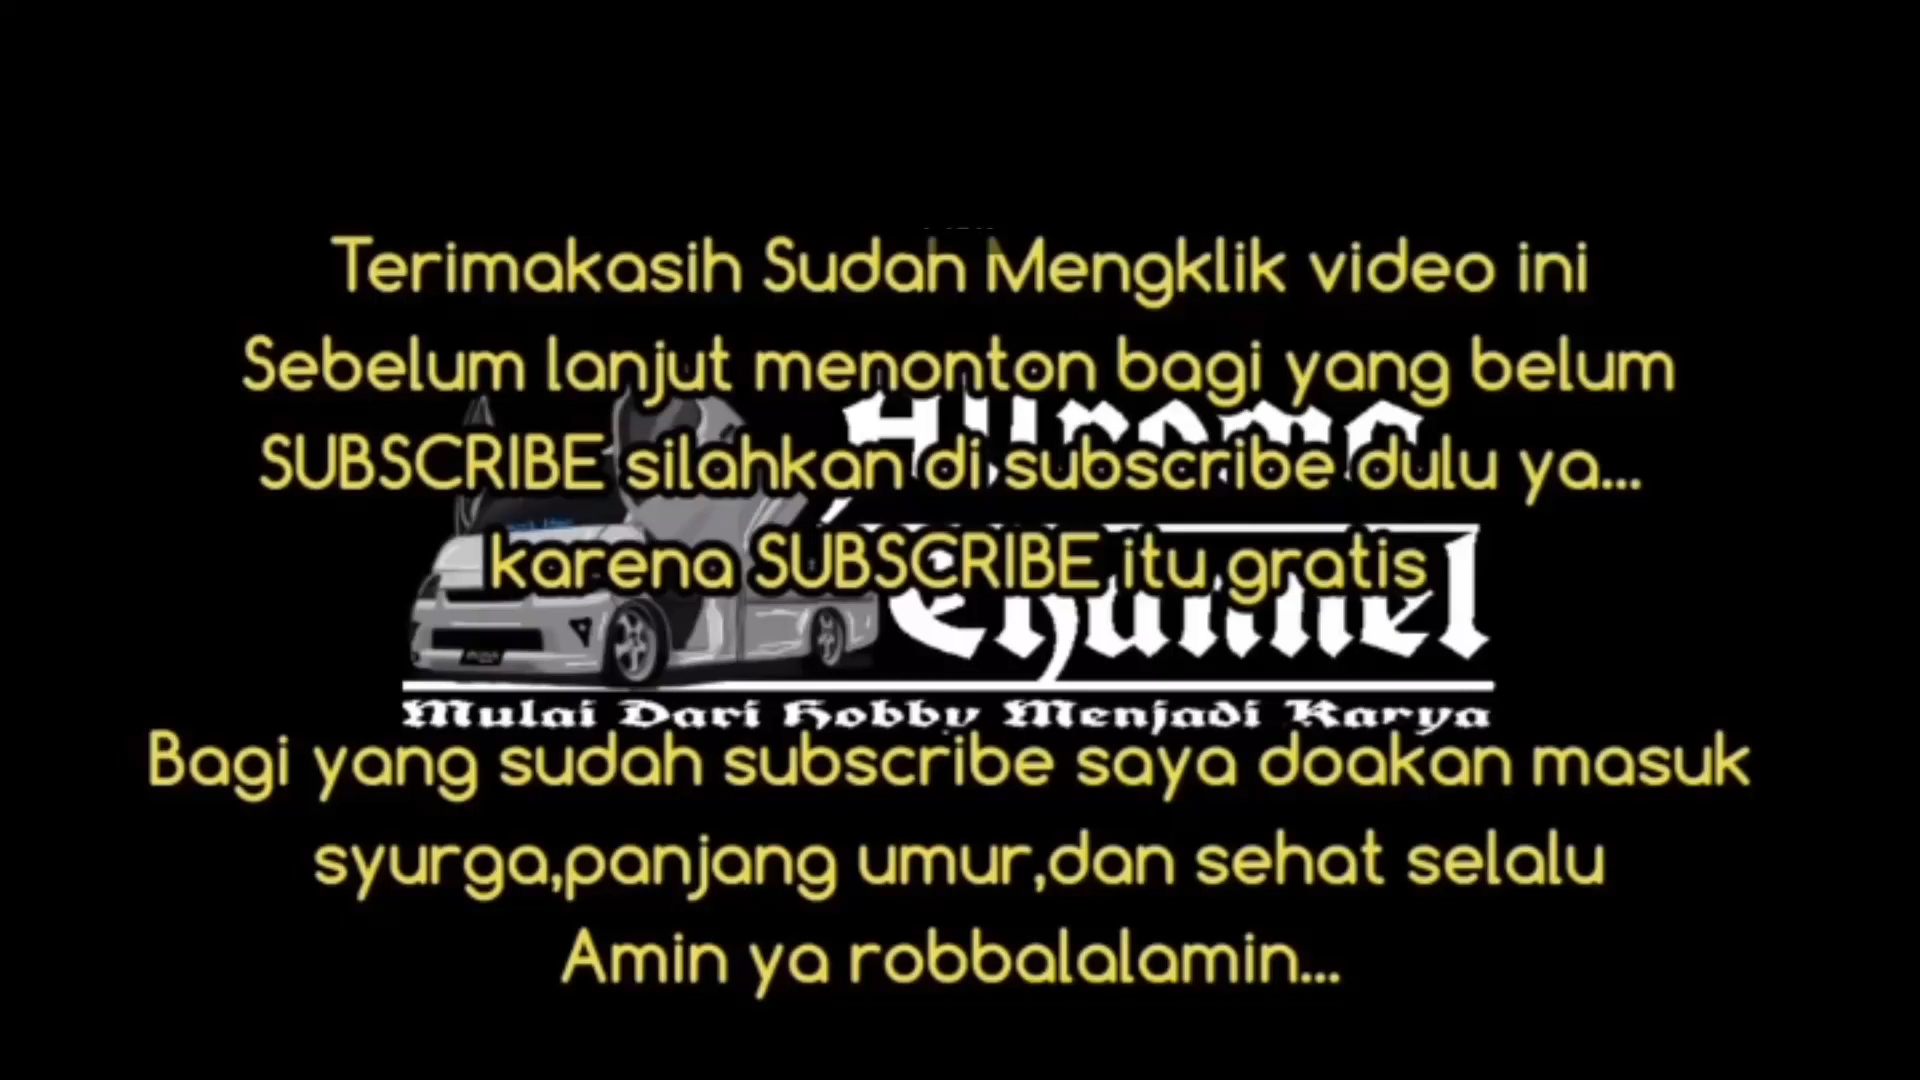 Terimakasih Sudah Mengklik video ini
Sebelum lanjut menonton bagi yang belum
SUBSCRIBE silahkan di subscribe dulu ya...
karena SUBSCRIBE itu gratis
Channel
Mulai Dari Hobby Menjadi Karya
Bagi yang sudah subscribe saya doakan masuk
syurga,panjang umur,dan sehat selalu
Amin ya robbalalamin...